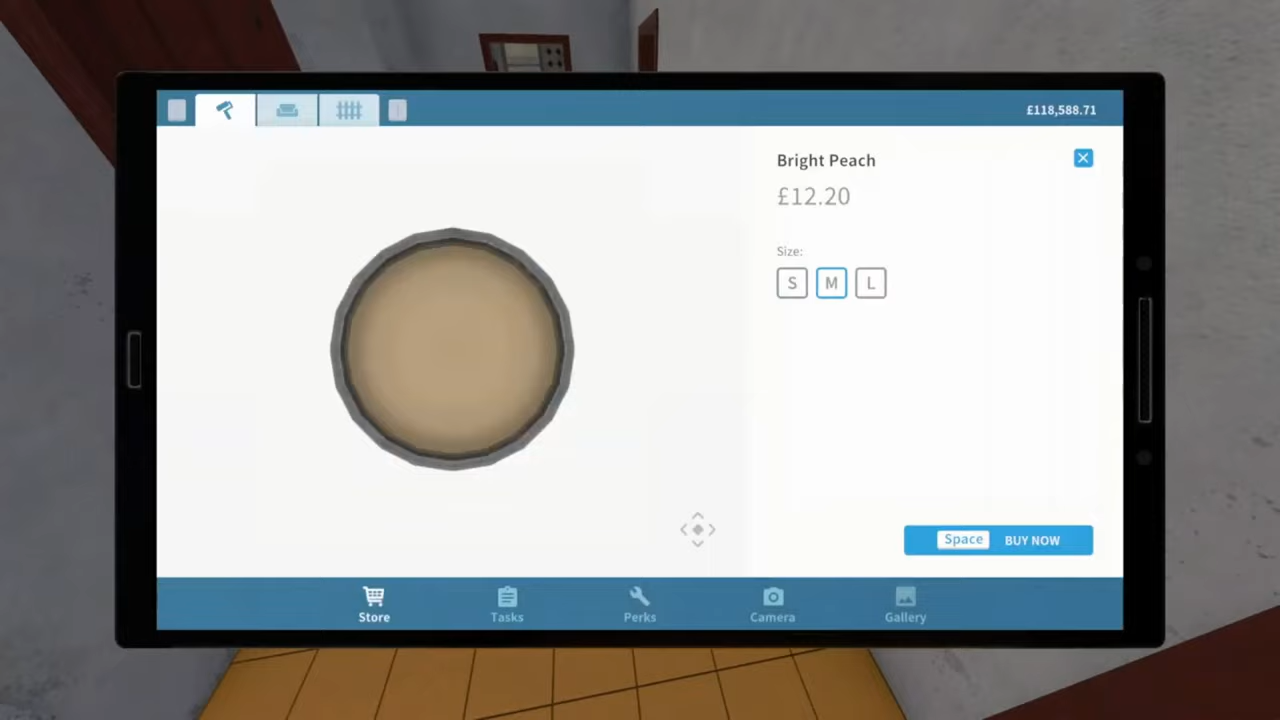 £118,588.71
Bright Peach
£12.20
Size:
S M L
Space BUY NOW
Store Tasks Perks Camera Gallery